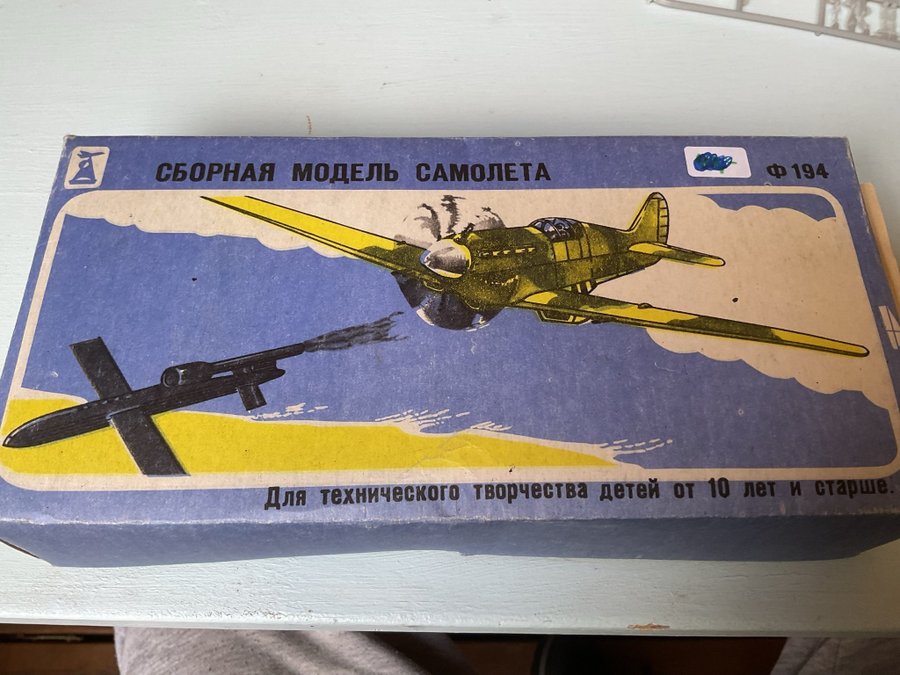 СБОРНАЯ МОДЕЛЬ САМОЛЕТА
Ф 194
Для технического творчества детей от 10 лет и старше.